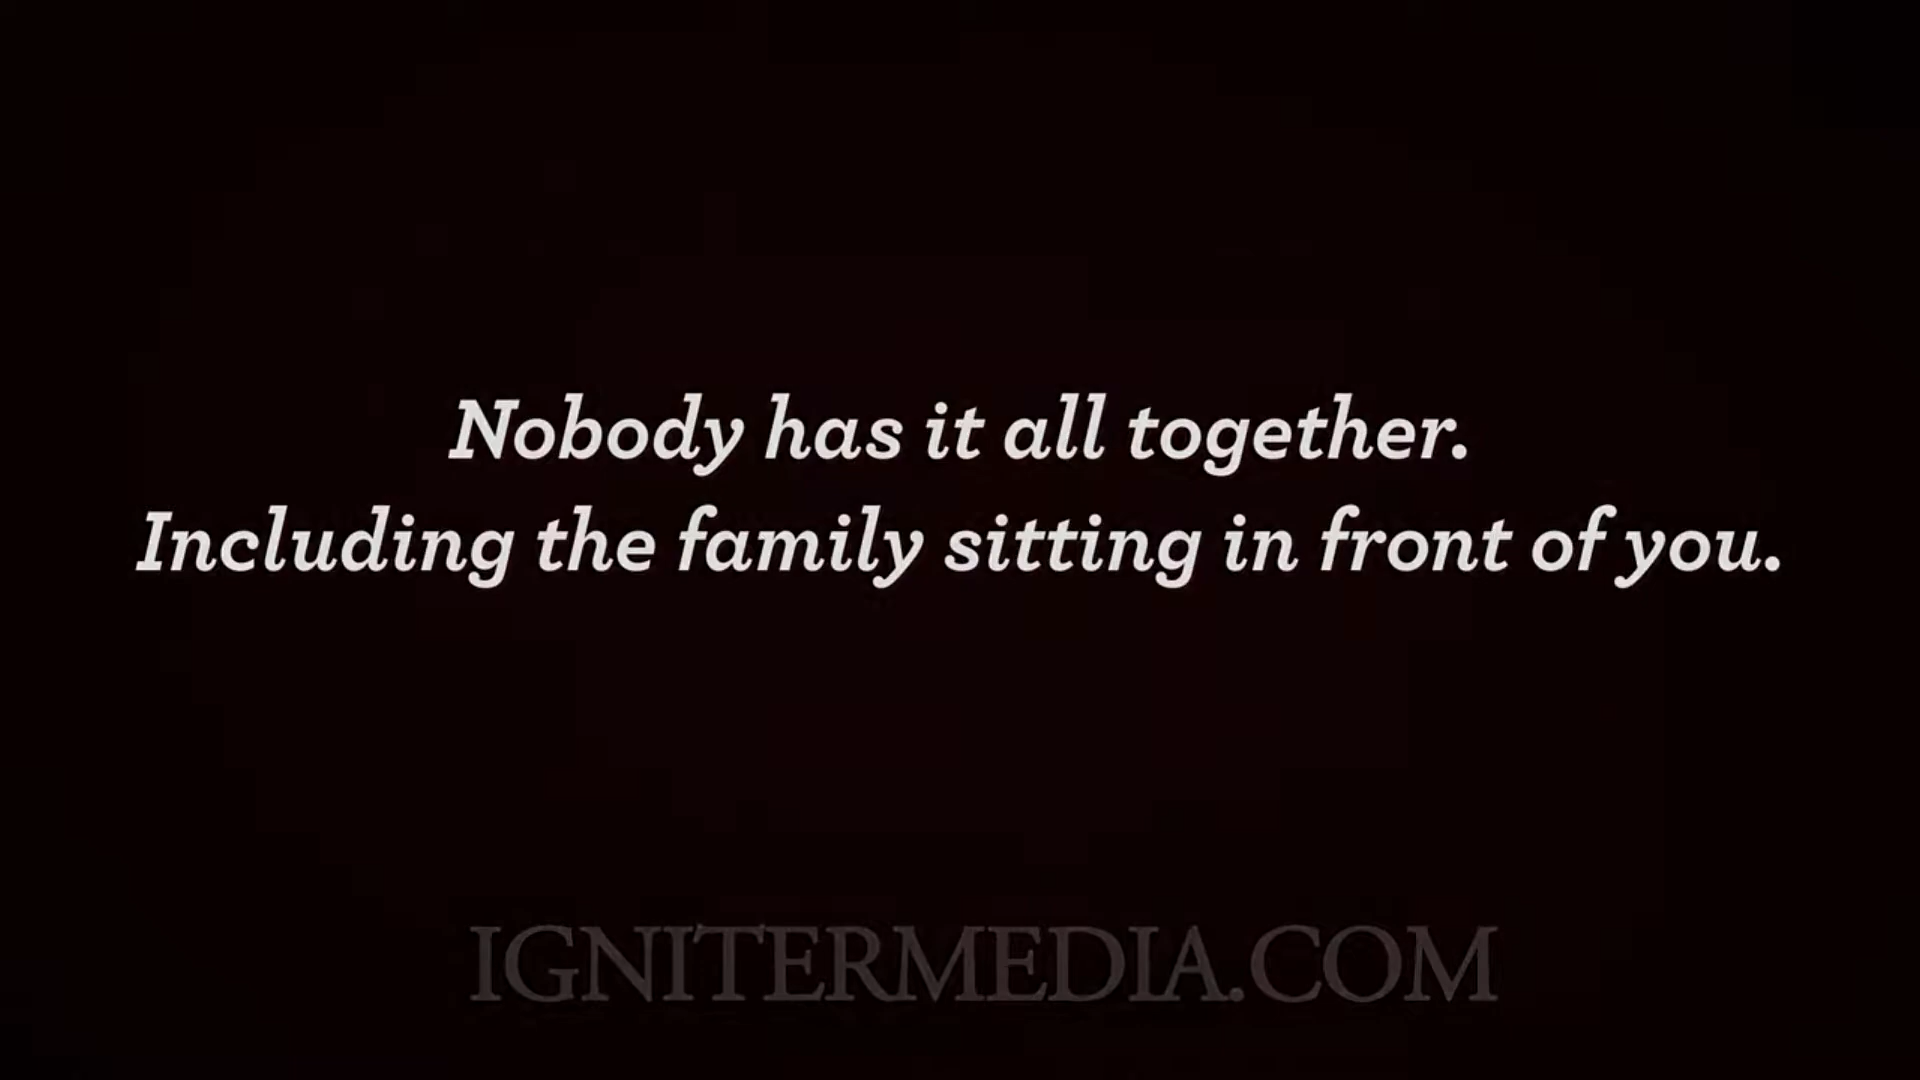 Nobody has it all together.
Including the family sitting in front of you.
IGNITERMEDIA.COM